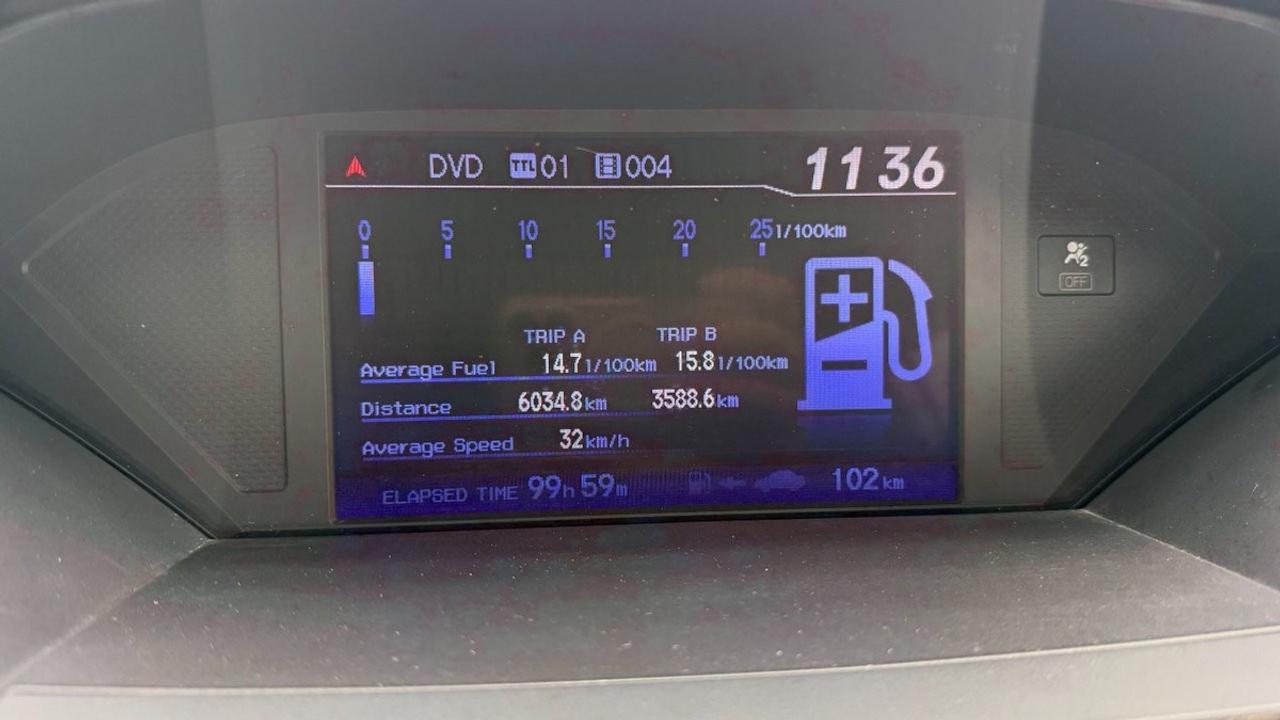 DVD TTL 01 004 11 36
0 5 10 15 20 25 l/100km
TRIP A TRIP B
Average Fuel 14.7 l/100km 15.8 l/100km
Distance 6034.8 km 3588.6 km
Average Speed 32 km/h
ELAPSED TIME 99h 59m 102 km
2
OFF